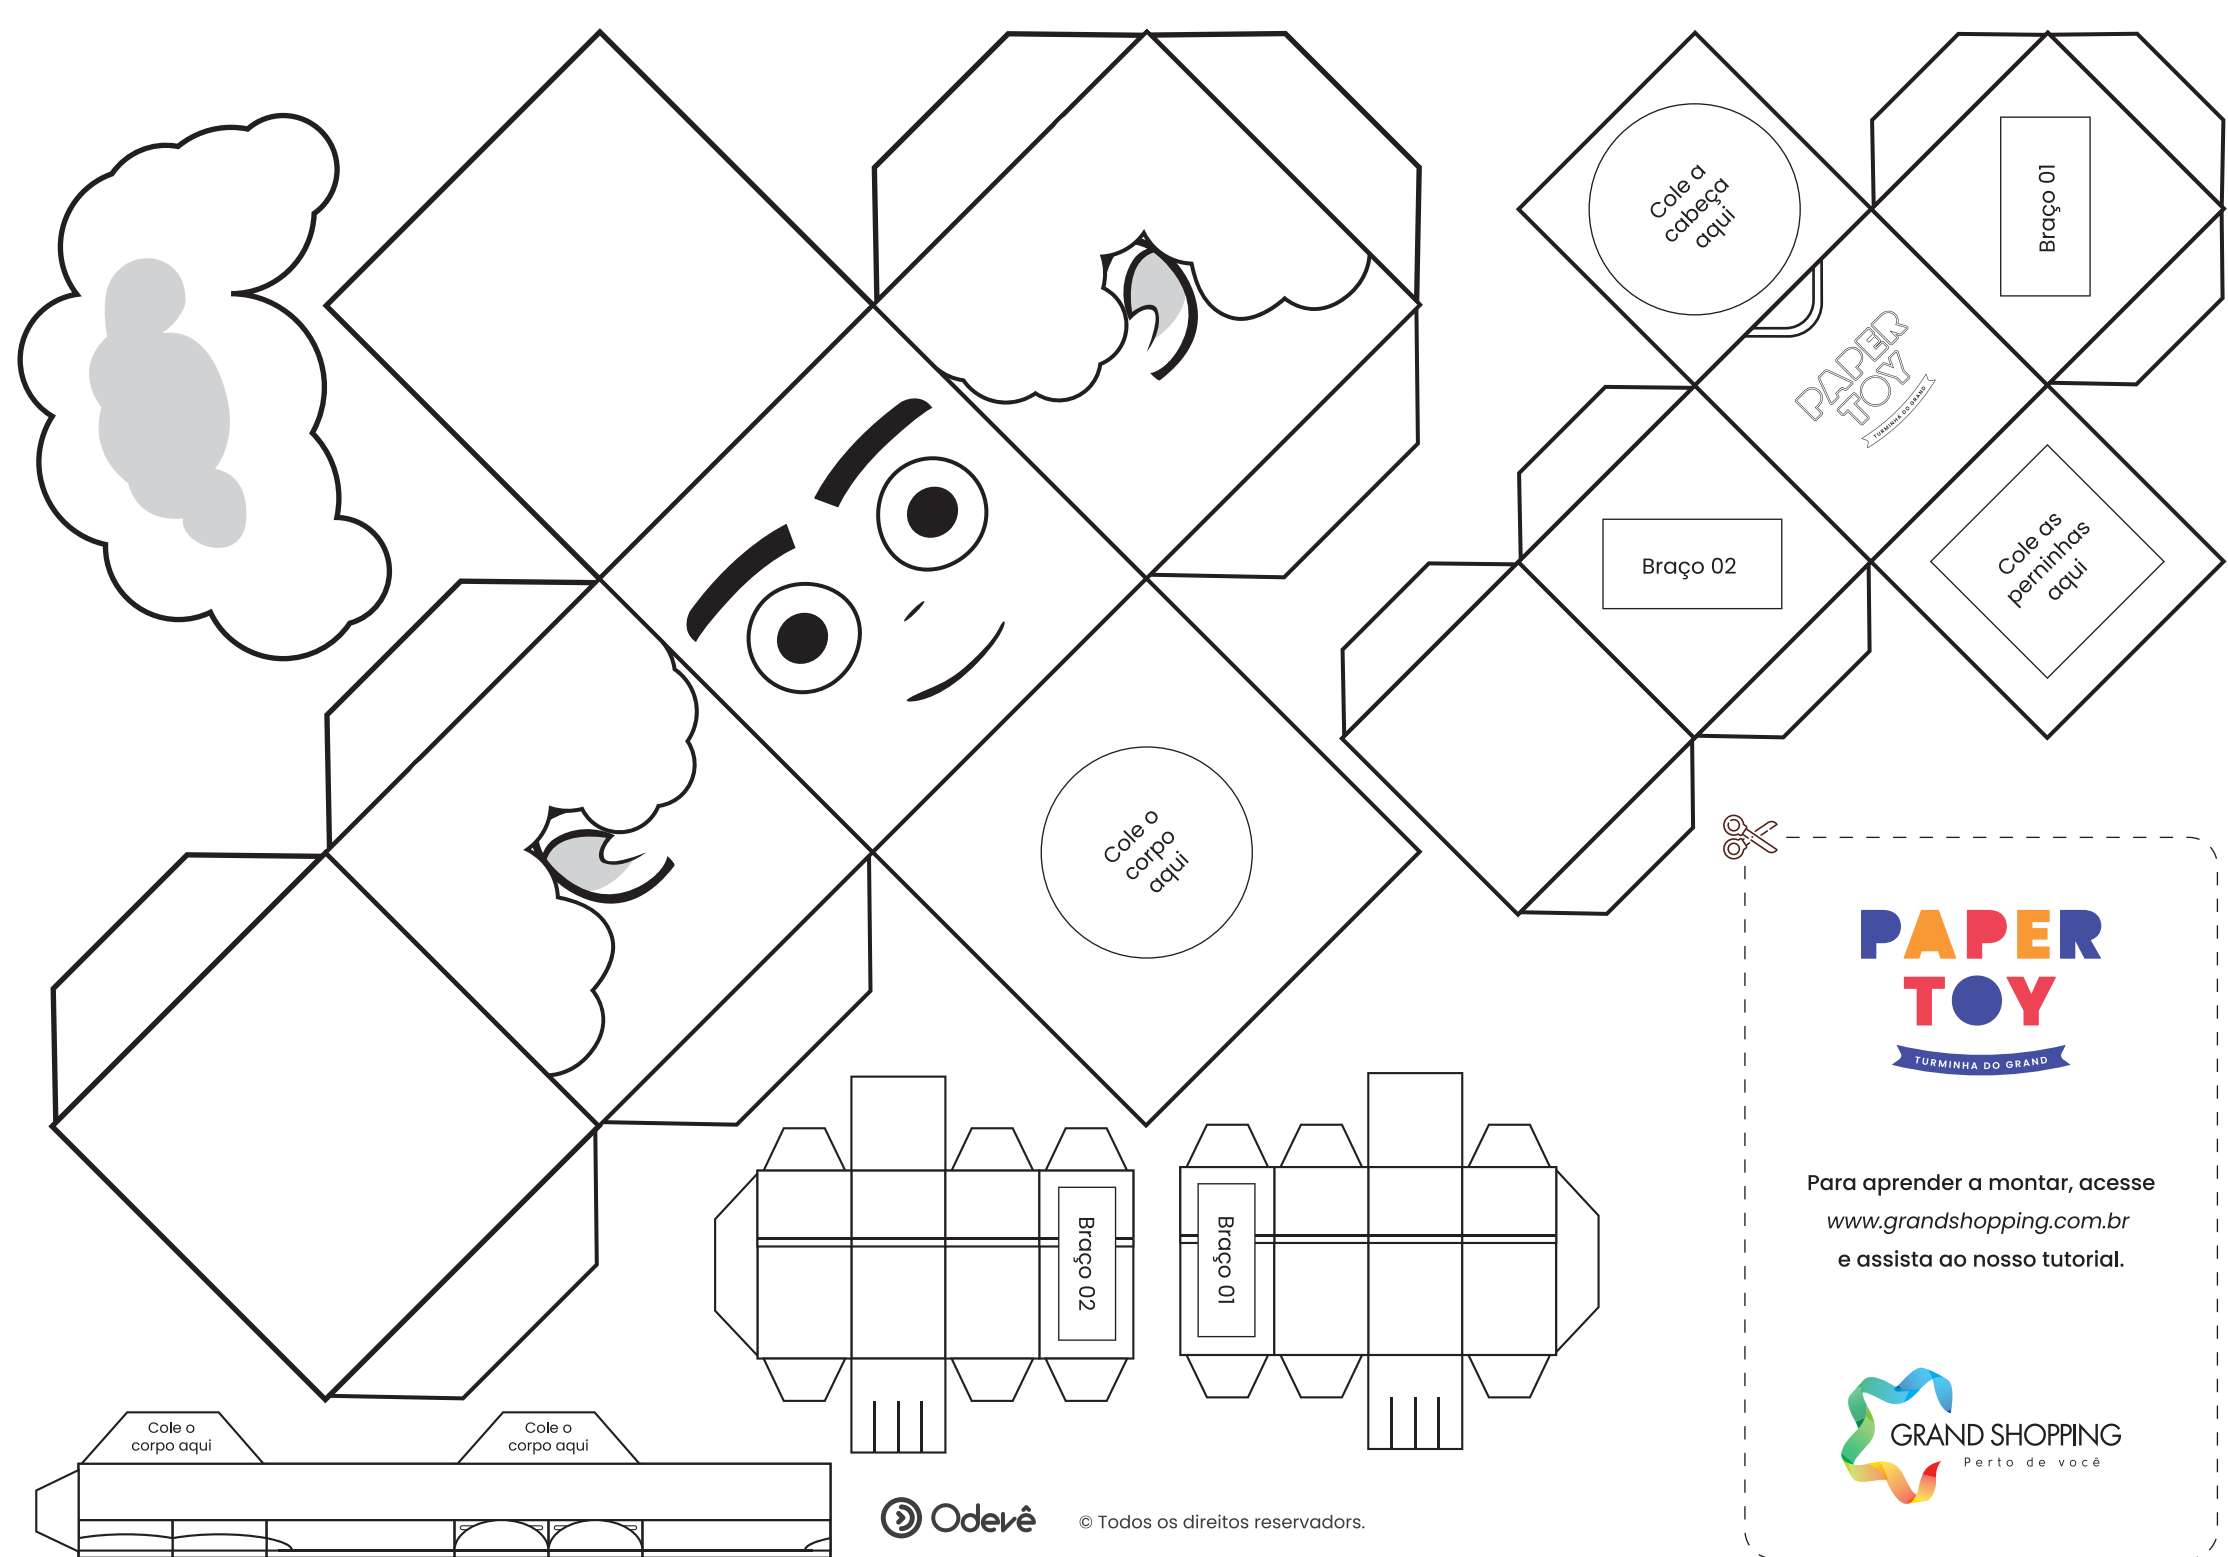 Cole a
cabeça
aqui
Braço 01
PAPER
TOY
TURMINHA DO GRAND
Braço 02
Cole as
perninhas
aqui
Cole o
corpo
aqui
PAPER
TOY
TURMINHA DO GRAND
Para aprender a montar, acesse
www.grandshopping.com.br
e assista ao nosso tutorial.
Braço 02
Braço 01
GRAND SHOPPING
Perto de você
Cole o
corpo aqui
Cole o
corpo aqui
Odevê
© Todos os direitos reservadors.